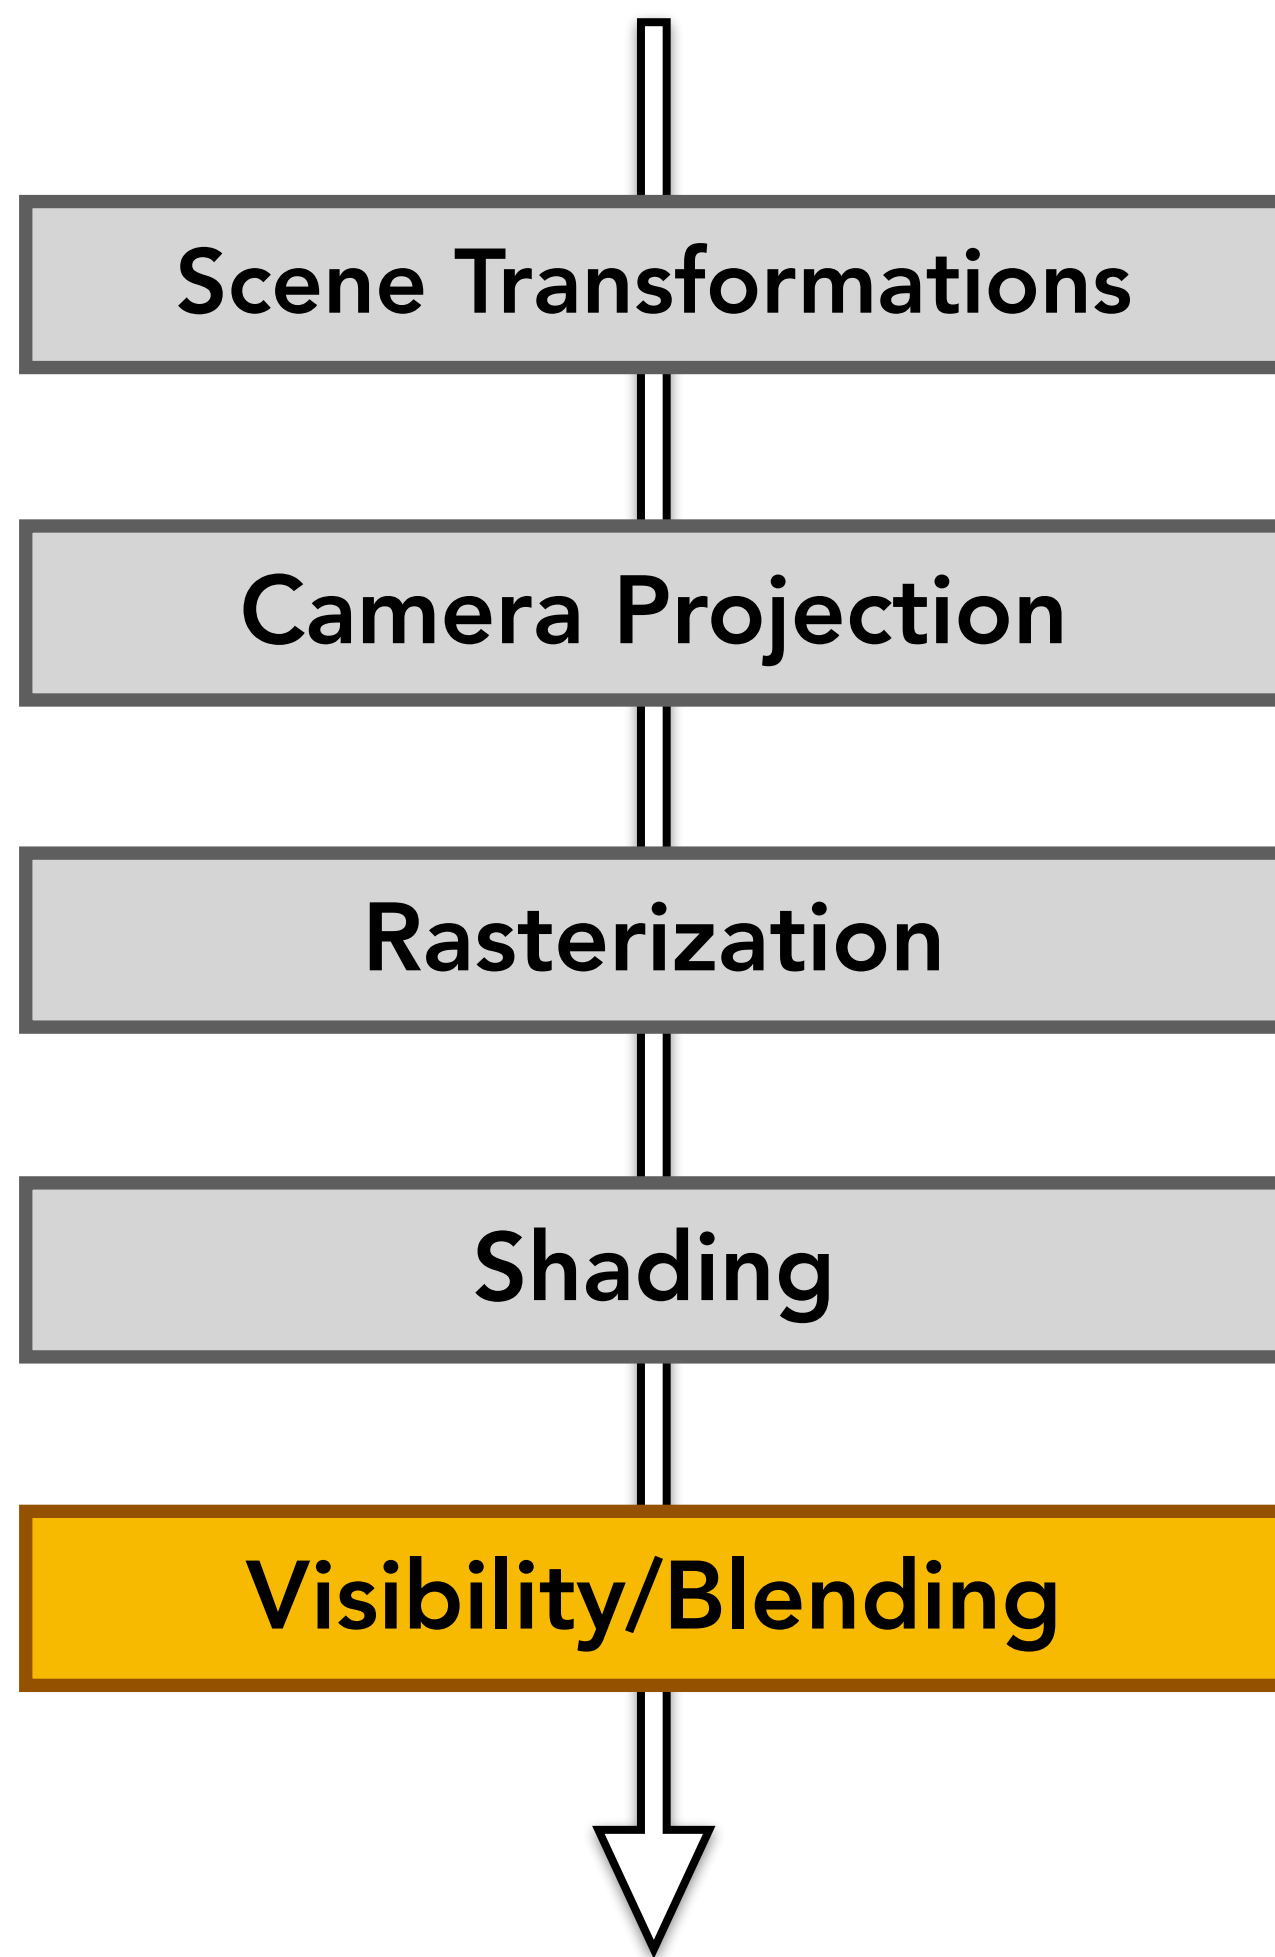 Scene Transformations
Camera Projection
Rasterization
Shading
Visibility/Blending